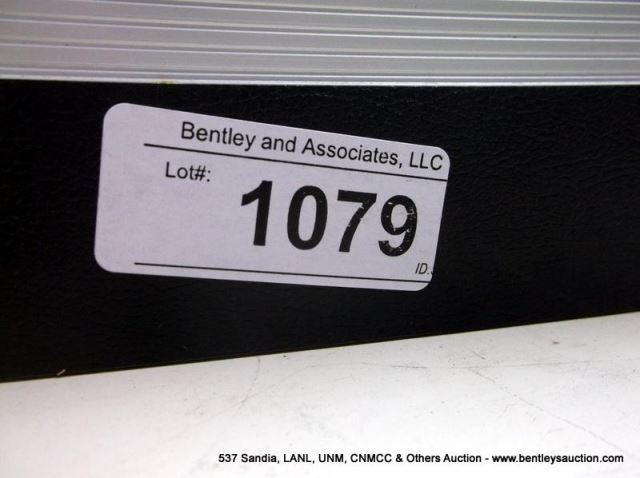 Bentley and Associates, LLC
Lot#:
1079
ID.
537 Sandia, LANL, UNM, CNMCC & Others Auction - www.bentleysauction.com